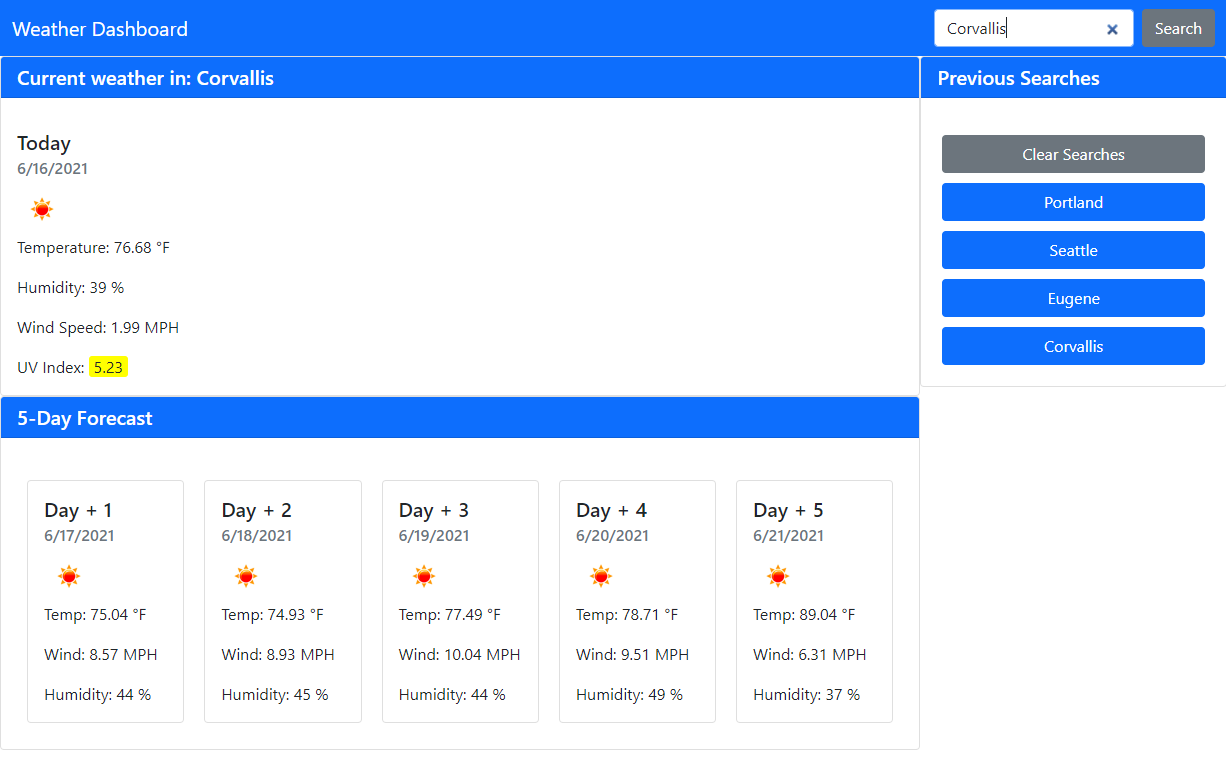 Weather Dashboard
Corvallis
Search
Current weather in: Corvallis
Today
6/16/2021
Temperature: 76.68 °F
Humidity: 39 %
Wind Speed: 1.99 MPH
UV Index: 5.23
Previous Searches
Clear Searches
Portland
Seattle
Eugene
Corvallis
5-Day Forecast
Day + 1
6/17/2021
Temp: 75.04 °F
Wind: 8.57 MPH
Humidity: 44 %
Day + 2
6/18/2021
Temp: 74.93 °F
Wind: 8.93 MPH
Humidity: 45 %
Day + 3
6/19/2021
Temp: 77.49 °F
Wind: 10.04 MPH
Humidity: 44 %
Day + 4
6/20/2021
Temp: 78.71 °F
Wind: 9.51 MPH
Humidity: 49 %
Day + 5
6/21/2021
Temp: 89.04 °F
Wind: 6.31 MPH
Humidity: 37 %